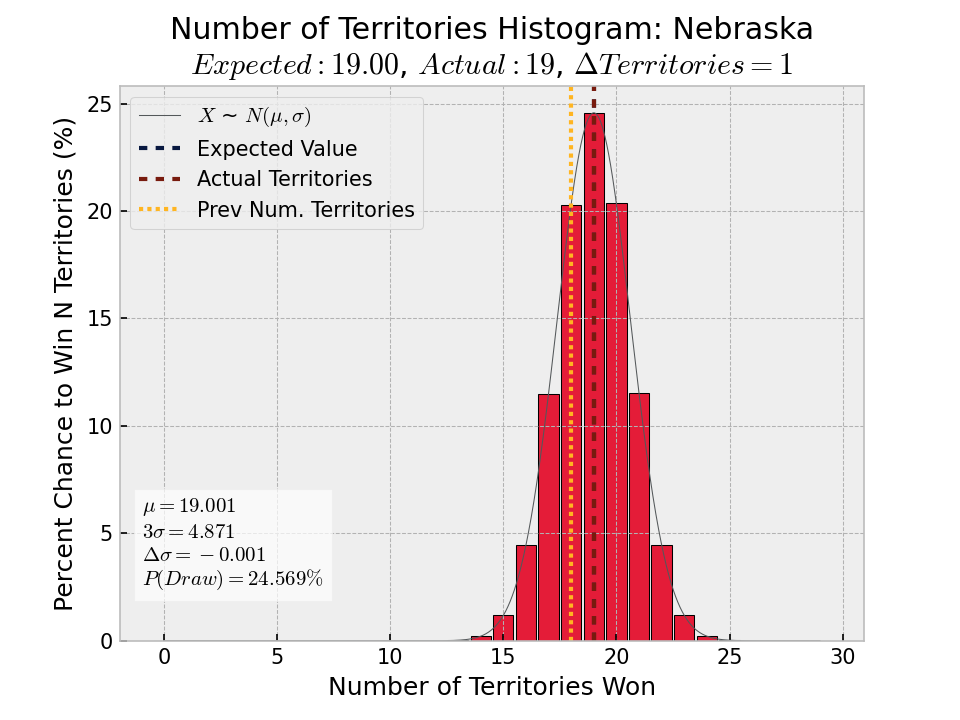 Number of Territories Histogram: Nebraska
Expected : 19.00, Actual : 19, ΔTerritories = 1
Percent Chance to Win N Territories (%)
25
20
15
10
5
0
X ~ N(μ, σ)
Expected Value
Actual Territories
Prev Num. Territories
μ = 19.001
3σ = 4.871
Δσ = −0.001
P(Draw) = 24.569%
0 5 10 15 20 25 30
Number of Territories Won